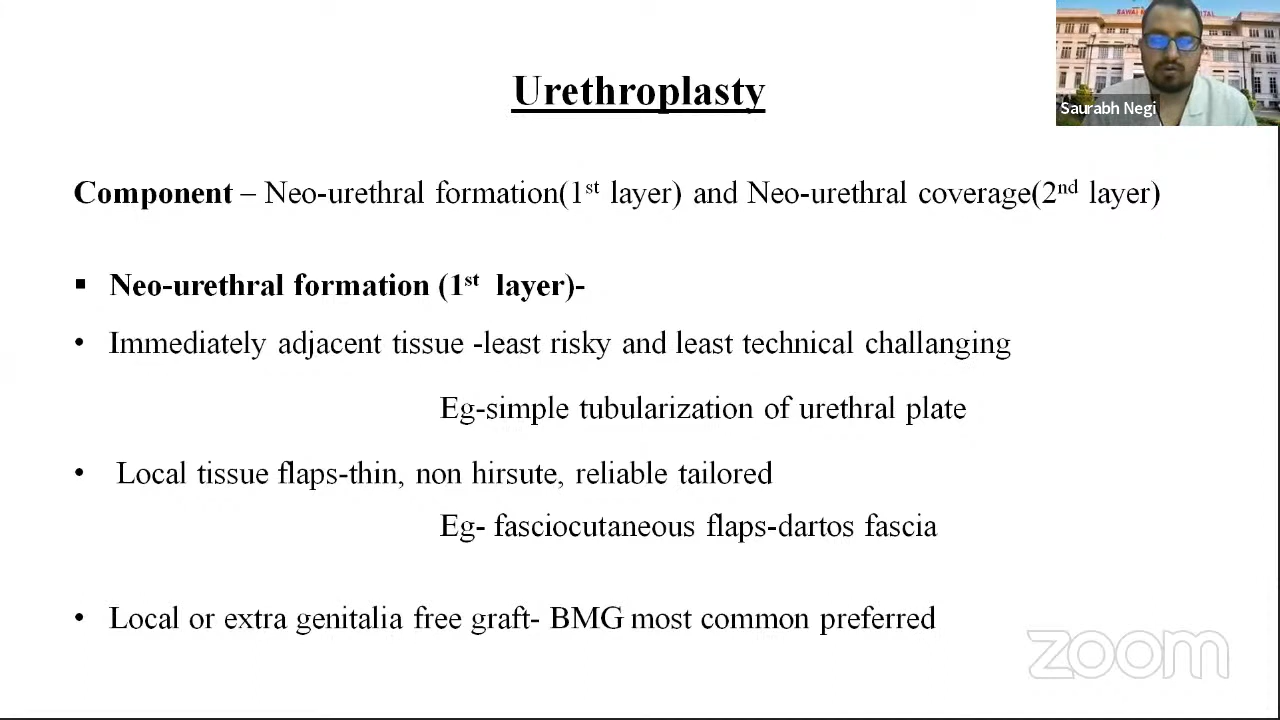 SAWAI
Saurabh Negi
Urethroplasty
Component – Neo-urethral formation(1st layer) and Neo-urethral coverage(2nd layer)
▪ Neo-urethral formation (1st layer)-
• Immediately adjacent tissue -least risky and least technical challanging
Eg-simple tubularization of urethral plate
• Local tissue flaps-thin, non hirsute, reliable tailored
Eg- fasciocutaneous flaps-dartos fascia
• Local or extra genitalia free graft- BMG most common preferred
zoom